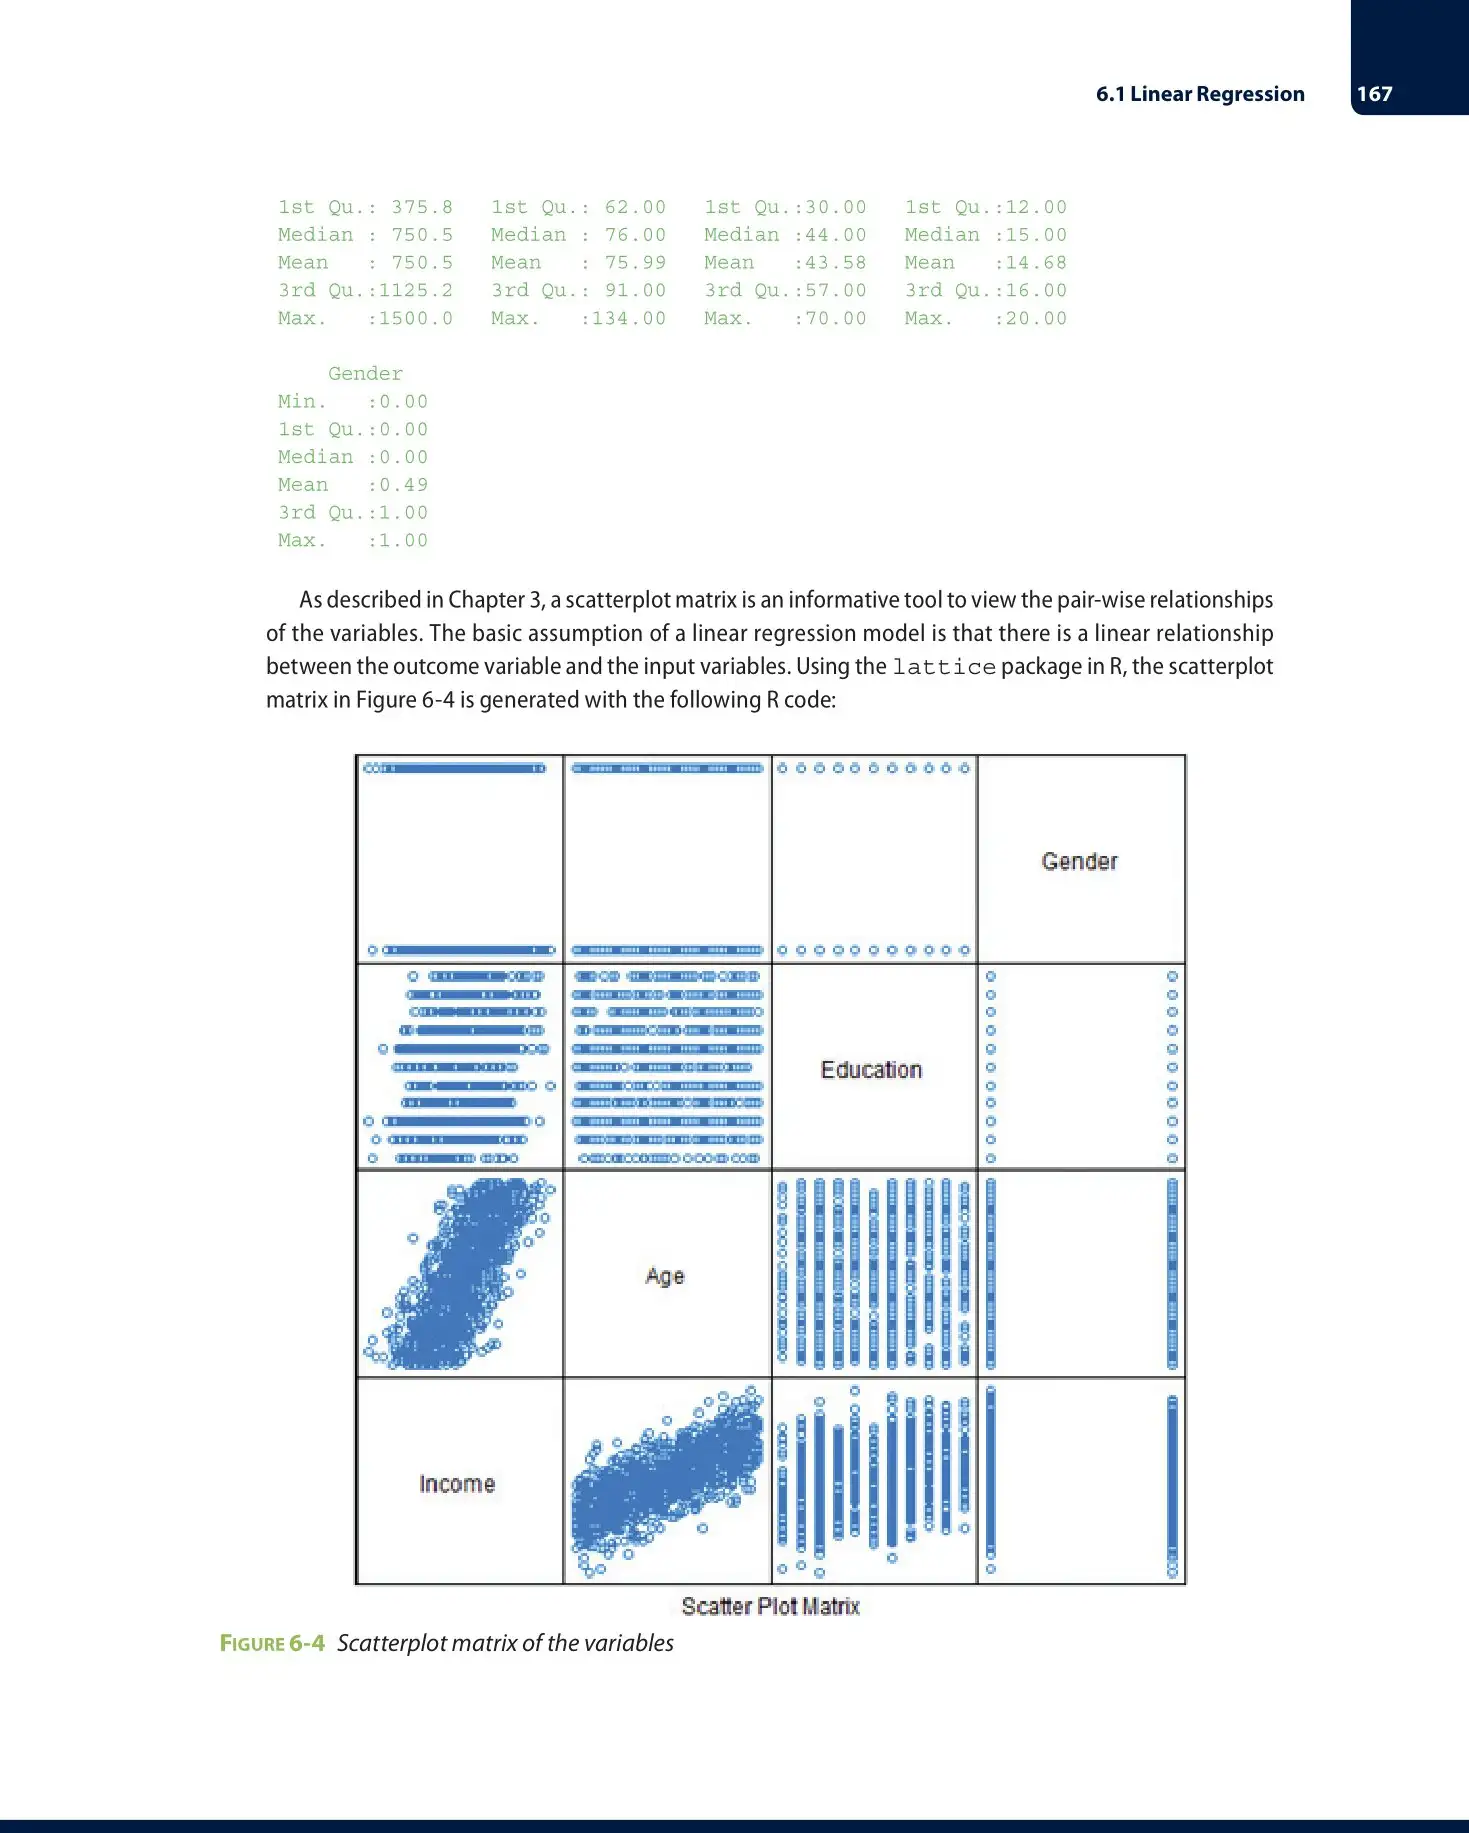 6.1 Linear Regression 167
1st Qu.: 375.8 1st Qu.: 62.00 1st Qu.:30.00 1st Qu.:12.00
Median : 750.5 Median : 76.00 Median :44.00 Median :15.00
Mean : 750.5 Mean : 75.99 Mean :43.58 Mean :14.68
3rd Qu.:1125.2 3rd Qu.: 91.00 3rd Qu.:57.00 3rd Qu.:16.00
Max. :1500.0 Max. :134.00 Max. :70.00 Max. :20.00
Gender
Min. :0.00
1st Qu.:0.00
Median :0.00
Mean :0.49
3rd Qu.:1.00
Max. :1.00
As described in Chapter 3, a scatterplot matrix is an informative tool to view the pair-wise relationships
of the variables. The basic assumption of a linear regression model is that there is a linear relationship
between the outcome variable and the input variables. Using the lattice package in R, the scatterplot
matrix in Figure 6-4 is generated with the following R code:
Gender
Education
Age
Income
Scatter Plot Matrix
FIGURE 6-4 Scatterplot matrix of the variables